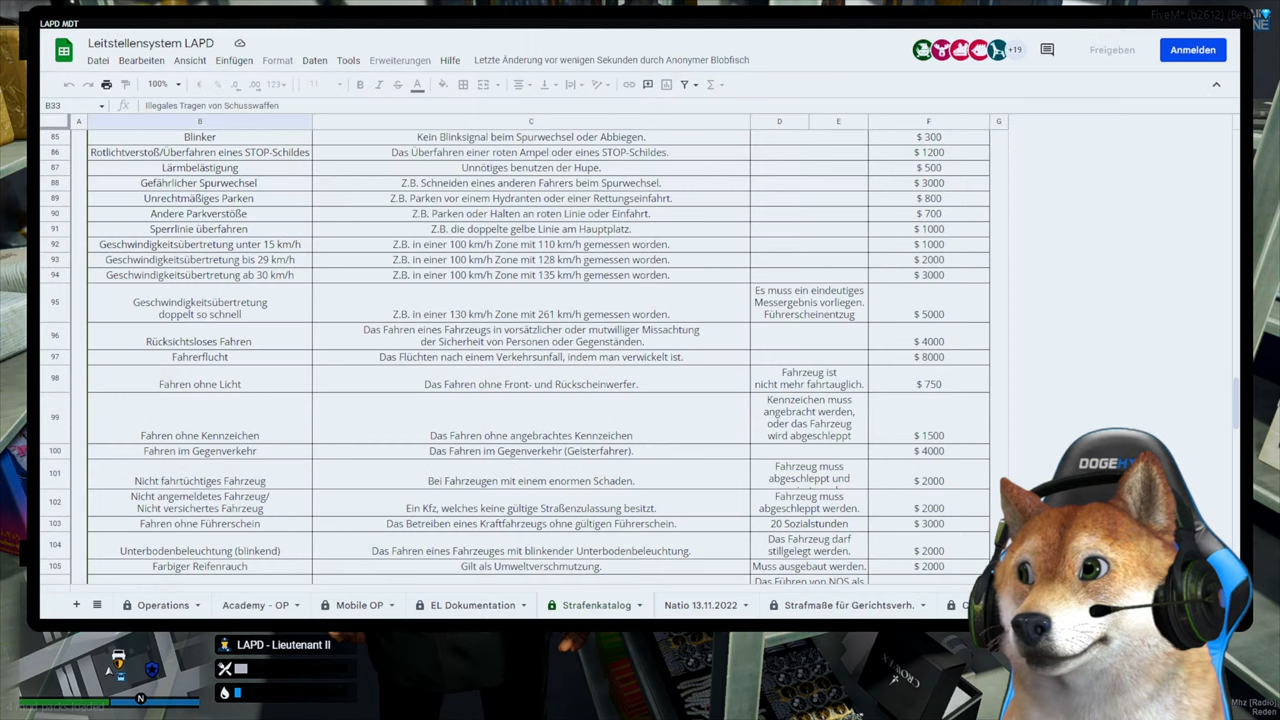 LAPD MDT
FiveM* (b2612) (Beta)
Leitstellensystem LAPD
Datei Bearbeiten Ansicht Einfügen Format Daten Tools Erweiterungen Hilfe Letzte Änderung vor wenigen Sekunden durch Anonymer Blobfisch
+19
Freigeben
Anmelden
100% € % .0 .00 123 11 B I S A
B33 fx Illegales Tragen von Schusswaffen
A B C D E F G
85 Blinker Kein Blinksignal beim Spurwechsel oder Abbiegen. $ 300
86 Rotlichtverstoß/Überfahren eines STOP-Schildes Das Überfahren einer roten Ampel oder eines STOP-Schildes. $ 1200
87 Lärmbelästigung Unnötiges benutzen der Hupe. $ 500
88 Gefährlicher Spurwechsel Z.B. Schneiden eines anderen Fahrers beim Spurwechsel. $ 3000
89 Unrechtmäßiges Parken Z.B. Parken vor einem Hydranten oder einer Rettungseinfahrt. $ 800
90 Andere Parkverstöße Z.B. Parken oder Halten an roten Linie oder Einfahrt. $ 700
91 Sperrlinie überfahren Z.B. die doppelte gelbe Linie am Hauptplatz. $ 1000
92 Geschwindigkeitsübertretung unter 15 km/h Z.B. in einer 100 km/h Zone mit 110 km/h gemessen worden. $ 1000
93 Geschwindigkeitsübertretung bis 29 km/h Z.B. in einer 100 km/h Zone mit 128 km/h gemessen worden. $ 2000
94 Geschwindigkeitsübertretung ab 30 km/h Z.B. in einer 100 km/h Zone mit 135 km/h gemessen worden. $ 3000
95 Geschwindigkeitsübertretung
doppelt so schnell Z.B. in einer 130 km/h Zone mit 261 km/h gemessen worden. Es muss ein eindeutiges
Messergebnis vorliegen.
Führerscheinentzug $ 5000
96 Rücksichtsloses Fahren Das Fahren eines Fahrzeugs in vorsätzlicher oder mutwilliger Missachtung
der Sicherheit von Personen oder Gegenständen. $ 4000
97 Fahrerflucht Das Flüchten nach einem Verkehrsunfall, indem man verwickelt ist. $ 8000
98 Fahren ohne Licht Das Fahren ohne Front- und Rückscheinwerfer. Fahrzeug ist
nicht mehr fahrtauglich. $ 750
99 Fahren ohne Kennzeichen Das Fahren ohne angebrachtes Kennzeichen Kennzeichen muss
angebracht werden,
oder das Fahrzeug
wird abgeschleppt $ 1500
100 Fahren im Gegenverkehr Das Fahren im Gegenverkehr (Geisterfahrer). $ 4000
101 Nicht fahrtüchtiges Fahrzeug Bei Fahrzeugen mit einem enormen Schaden. Fahrzeug muss
abgeschleppt und $ 2000
102 Nicht angemeldetes Fahrzeug/
Nicht versichertes Fahrzeug Ein Kfz, welches keine gültige Straßenzulassung besitzt. Fahrzeug muss
abgeschleppt werden. $ 2000
103 Fahren ohne Führerschein Das Betreiben eines Kraftfahrzeugs ohne gültigen Führerschein. 20 Sozialstunden $ 3000
104 Unterbodenbeleuchtung (blinkend) Das Fahren eines Fahrzeuges mit blinkender Unterbodenbeleuchtung. Das Fahrzeug darf
stillgelegt werden. $ 2000
105 Farbiger Reifenrauch Gilt als Umweltverschmutzung. Muss ausgebaut werden. $ 2000
Das Führen von NOS als
Operations Academy - OP Mobile OP EL Dokumentation Strafenkatalog Natio 13.11.2022 Strafmaße für Gerichtsverh.
DOGEHY
LAPD - Lieutenant II
N
Mhz [Radio]
Reden